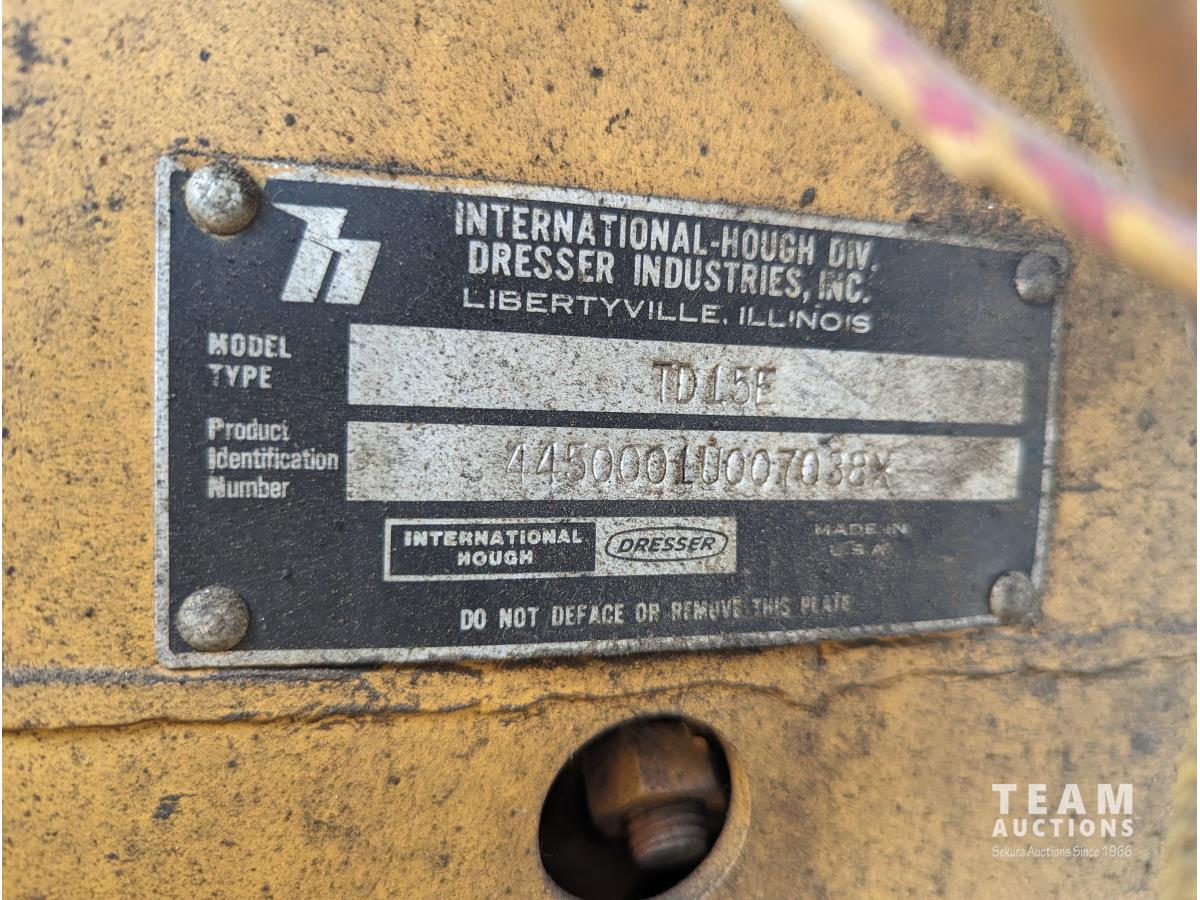 INTERNATIONAL-HOUGH DIV.
DRESSER INDUSTRIES, INC.
LIBERTYVILLE, ILLINOIS
MODEL
TYPE
TD15E
Product
Identification
Number
4450001U007038X
INTERNATIONAL
HOUGH
DRESSER
MADE IN
U.S.A.
DO NOT DEFACE OR REMOVE THIS PLATE
TEAM
AUCTIONS
Sekura Auctions Since 1966